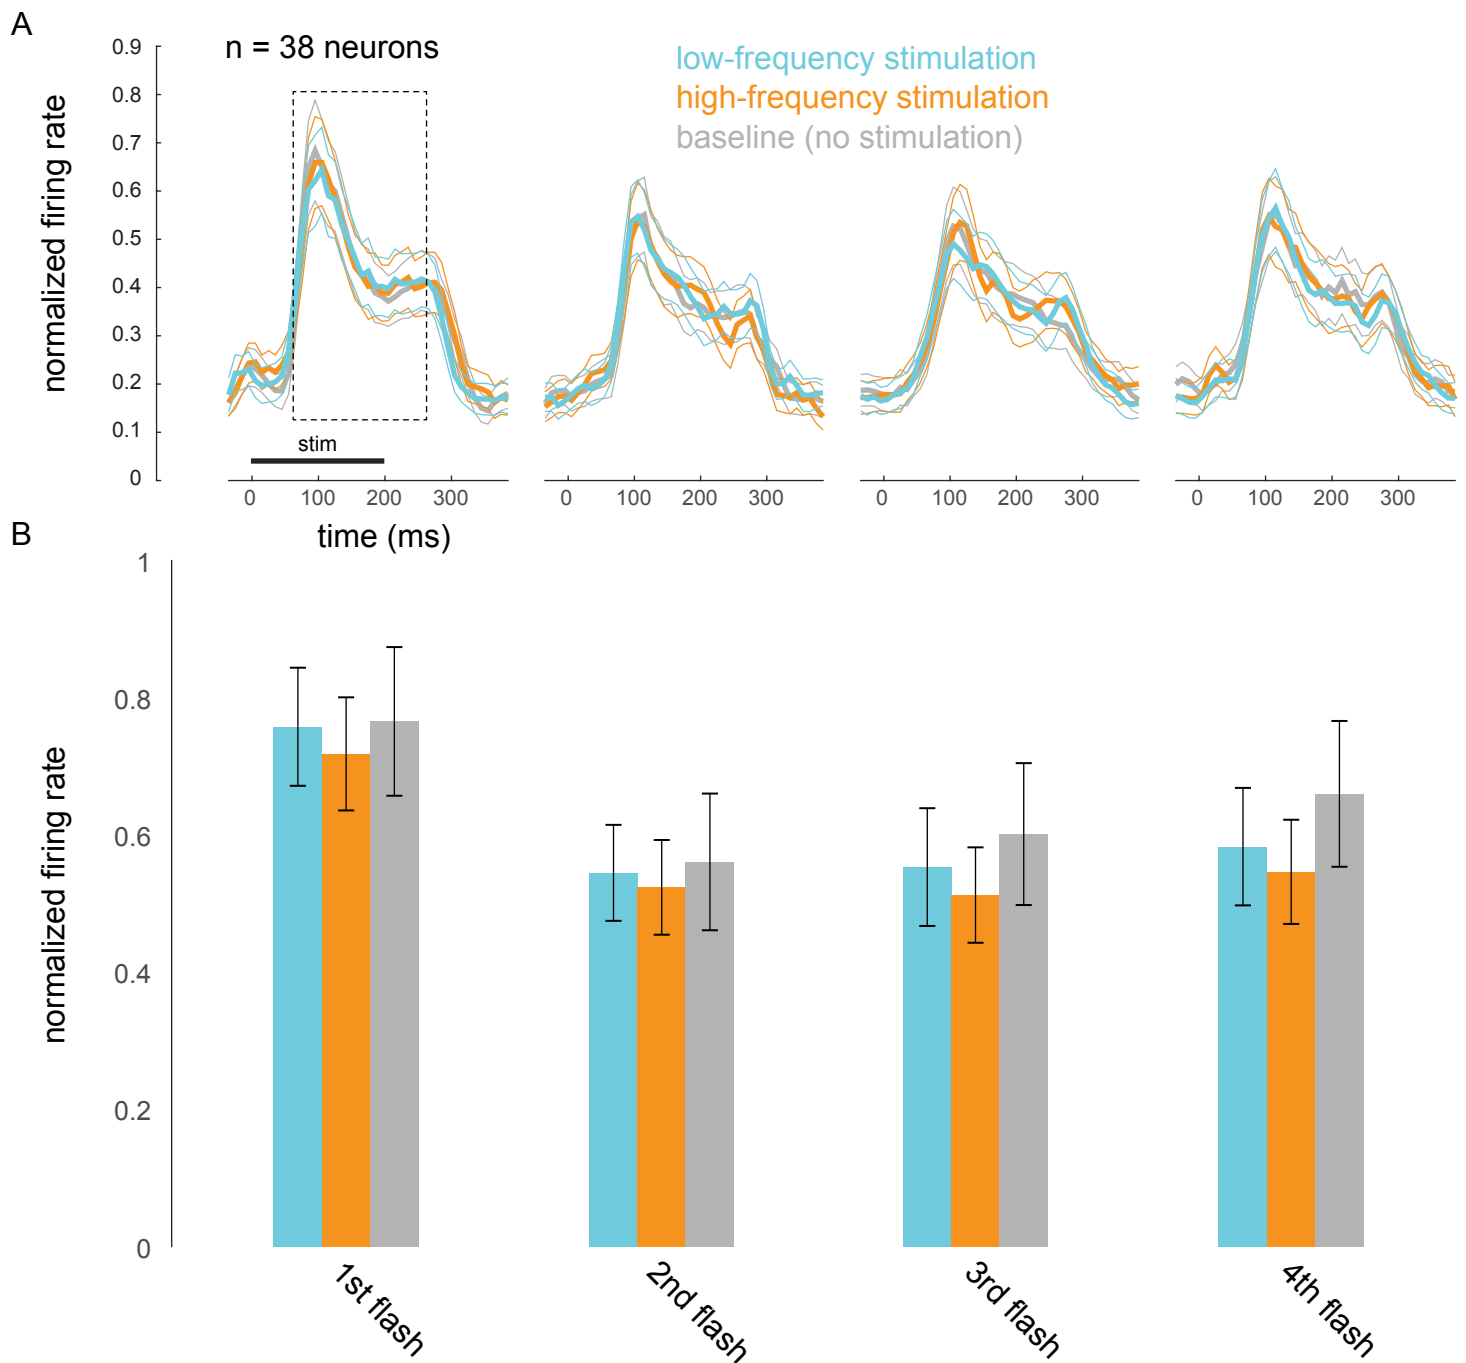 A
n = 38 neurons
low-frequency stimulation
high-frequency stimulation
baseline (no stimulation)
normalized firing rate
0.9
0.8
0.7
0.6
0.5
0.4
0.3
0.2
0.1
0
stim
0 100 200 300
0 100 200 300
0 100 200 300
0 100 200 300
time (ms)
B
normalized firing rate
1
0.8
0.6
0.4
0.2
0
1st flash
2nd flash
3rd flash
4th flash